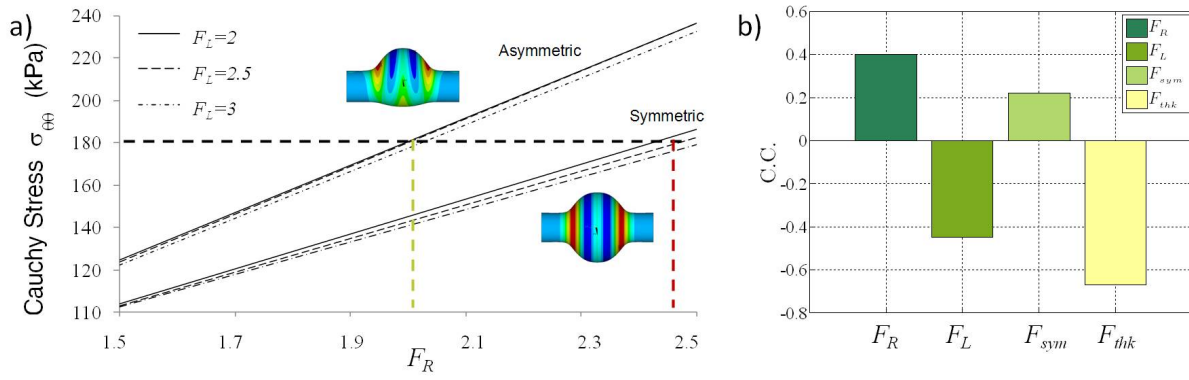 a)
Cauchy Stress σθθ (kPa)
240
220
200
180
160
140
120
110
1.5
1.7
1.9
2.1
2.3
2.5
F_R
F_L=2
F_L=2.5
F_L=3
Asymmetric
Symmetric
b)
C.C.
0.6
0.4
0.2
0
-0.2
-0.4
-0.6
-0.8
F_R
F_L
F_sym
F_thk
F_R
F_L
F_sym
F_thk